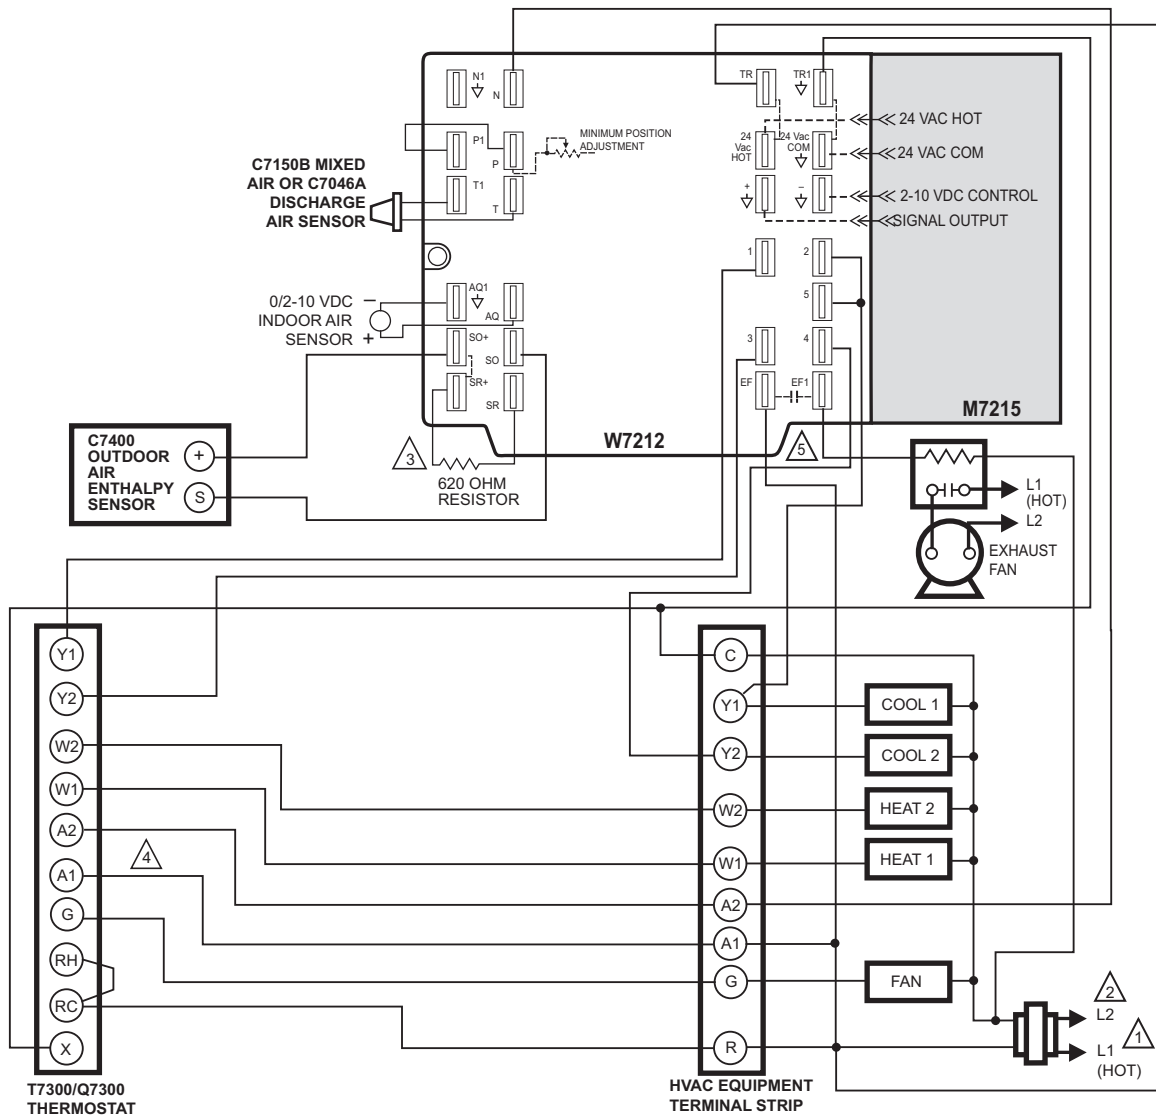 N1
N
TR
TR1
24 VAC HOT
P1
P
MINIMUM POSITION
ADJUSTMENT
24
Vac
HOT
24 Vac
COM
24 VAC COM
C7150B MIXED
AIR OR C7046A
DISCHARGE
AIR SENSOR
T1
T
+
–
2-10 VDC CONTROL
SIGNAL OUTPUT
1
2
0/2-10 VDC
INDOOR AIR
SENSOR
–
+
AQ1
AQ
5
SO+
SO
3
4
SR+
SR
EF
EF1
M7215
W7212
C7400
OUTDOOR
AIR
ENTHALPY
SENSOR
+
S
3
620 OHM
RESISTOR
5
L1
(HOT)
L2
EXHAUST
FAN
Y1
C
Y2
Y1
COOL 1
W2
Y2
COOL 2
W1
W2
HEAT 2
A2
4
W1
HEAT 1
A1
A2
G
A1
RH
G
FAN
RC
2
L2
X
R
1
L1
(HOT)
T7300/Q7300
THERMOSTAT
HVAC EQUIPMENT
TERMINAL STRIP